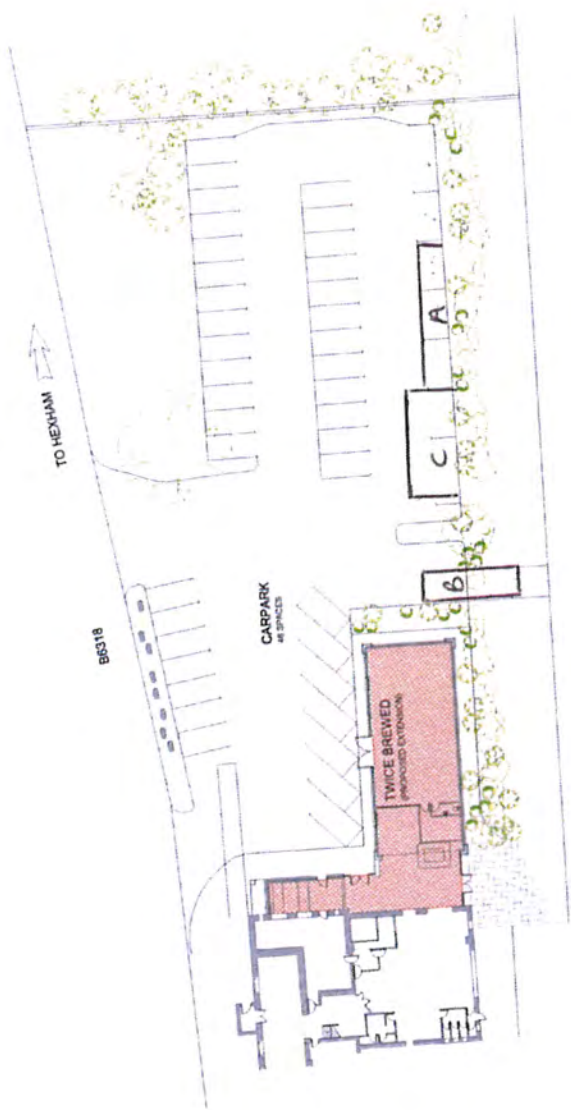 TO HEXHAM
B6318
CARPARK
46 SPACES
TWICE BREWED
(PROPOSED EXTENSION)
A
C
B